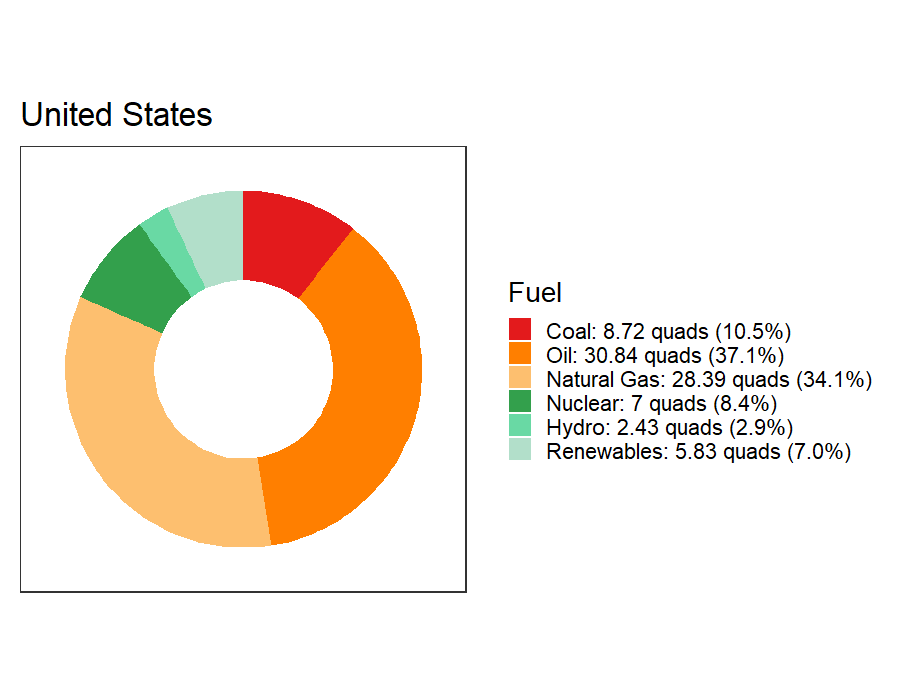 United States
Fuel
Coal: 8.72 quads (10.5%)
Oil: 30.84 quads (37.1%)
Natural Gas: 28.39 quads (34.1%)
Nuclear: 7 quads (8.4%)
Hydro: 2.43 quads (2.9%)
Renewables: 5.83 quads (7.0%)